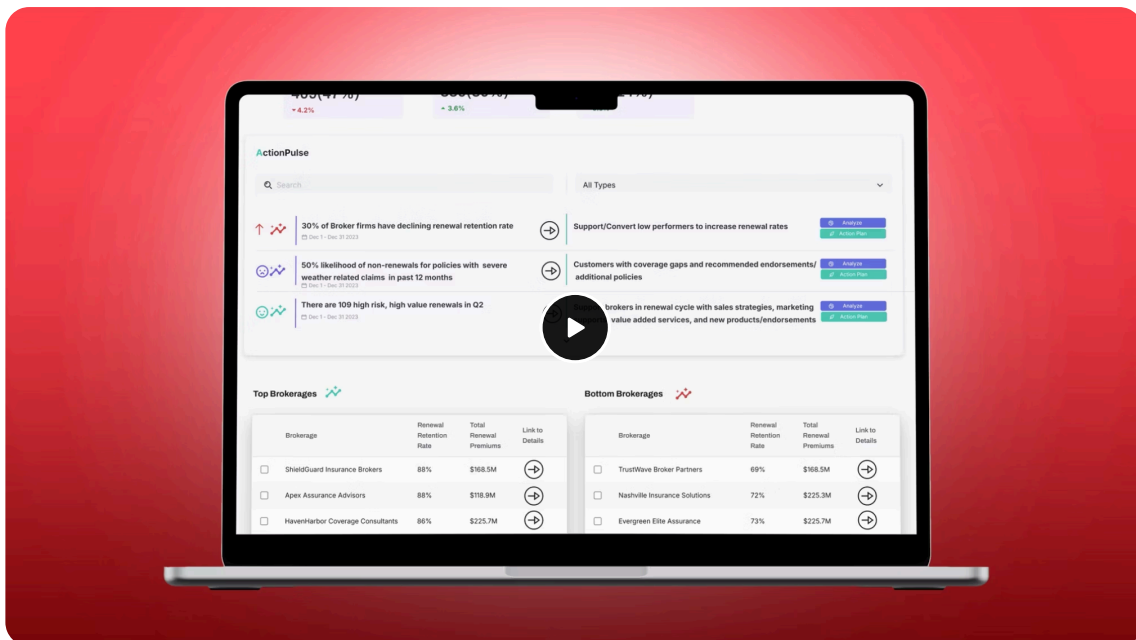 4.2%
3.6%
ActionPulse
Search
All Types
30% of Broker firms have declining renewal retention rate
Dec 1 - Dec 31 2023
Support/Convert low performers to increase renewal rates
Analyze
Action Plan
50% likelihood of non-renewals for policies with severe
weather related claims in past 12 months
Dec 1 - Dec 31 2023
Customers with coverage gaps and recommended endorsements/
additional policies
Analyze
Action Plan
There are 109 high risk, high value renewals in Q2
Dec 1 - Dec 31 2023
brokers in renewal cycle with sales strategies, marketing
value added services, and new products/endorsements
Analyze
Action Plan
Top Brokerages
Brokerage
Renewal
Retention
Rate
Total
Renewal
Premiums
Link to
Details
ShieldGuard Insurance Brokers 88% $168.5M
Apex Assurance Advisors 88% $118.9M
HavenHarbor Coverage Consultants 86% $225.7M
Bottom Brokerages
Brokerage
Renewal
Retention
Rate
Total
Renewal
Premiums
Link to
Details
TrustWave Broker Partners 69% $168.5M
Nashville Insurance Solutions 72% $225.3M
Evergreen Elite Assurance 73% $225.7M